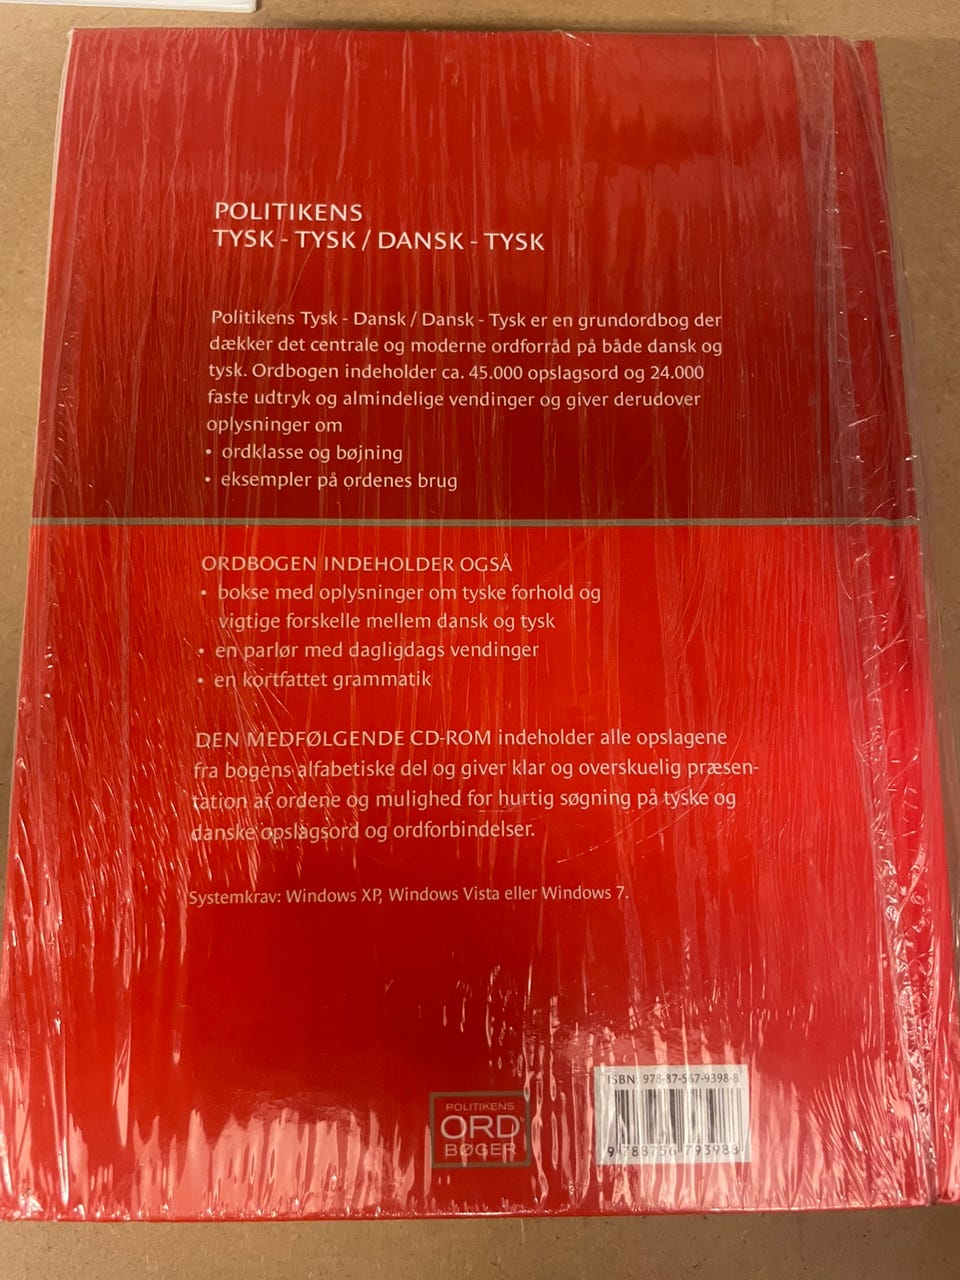 POLITIKENS
TYSK - TYSK / DANSK - TYSK
Politikens Tysk - Dansk / Dansk - Tysk er en grundordbog der
dækker det centrale og moderne ordforråd på både dansk og
tysk. Ordbogen indeholder ca. 45.000 opslagsord og 24.000
faste udtryk og almindelige vendinger og giver derudover
oplysninger om
• ordklasse og bøjning
• eksempler på ordenes brug
ORDBOGEN INDEHOLDER OGSÅ
• bokse med oplysninger om tyske forhold og
vigtige forskelle mellem dansk og tysk
• en parlør med dagligdags vendinger
• en kortfattet grammatik
DEN MEDFØLGENDE CD-ROM indeholder alle opslagene
fra bogens alfabetiske del og giver klar og overskuelig præsen-
tation af ordene og mulighed for hurtig søgning på tyske og
danske opslagsord og ordforbindelser.
Systemkrav: Windows XP, Windows Vista eller Windows 7.
ISBN: 978-87-567-9398-8
9 788756 793988
POLITIKENS
ORD
BØGER